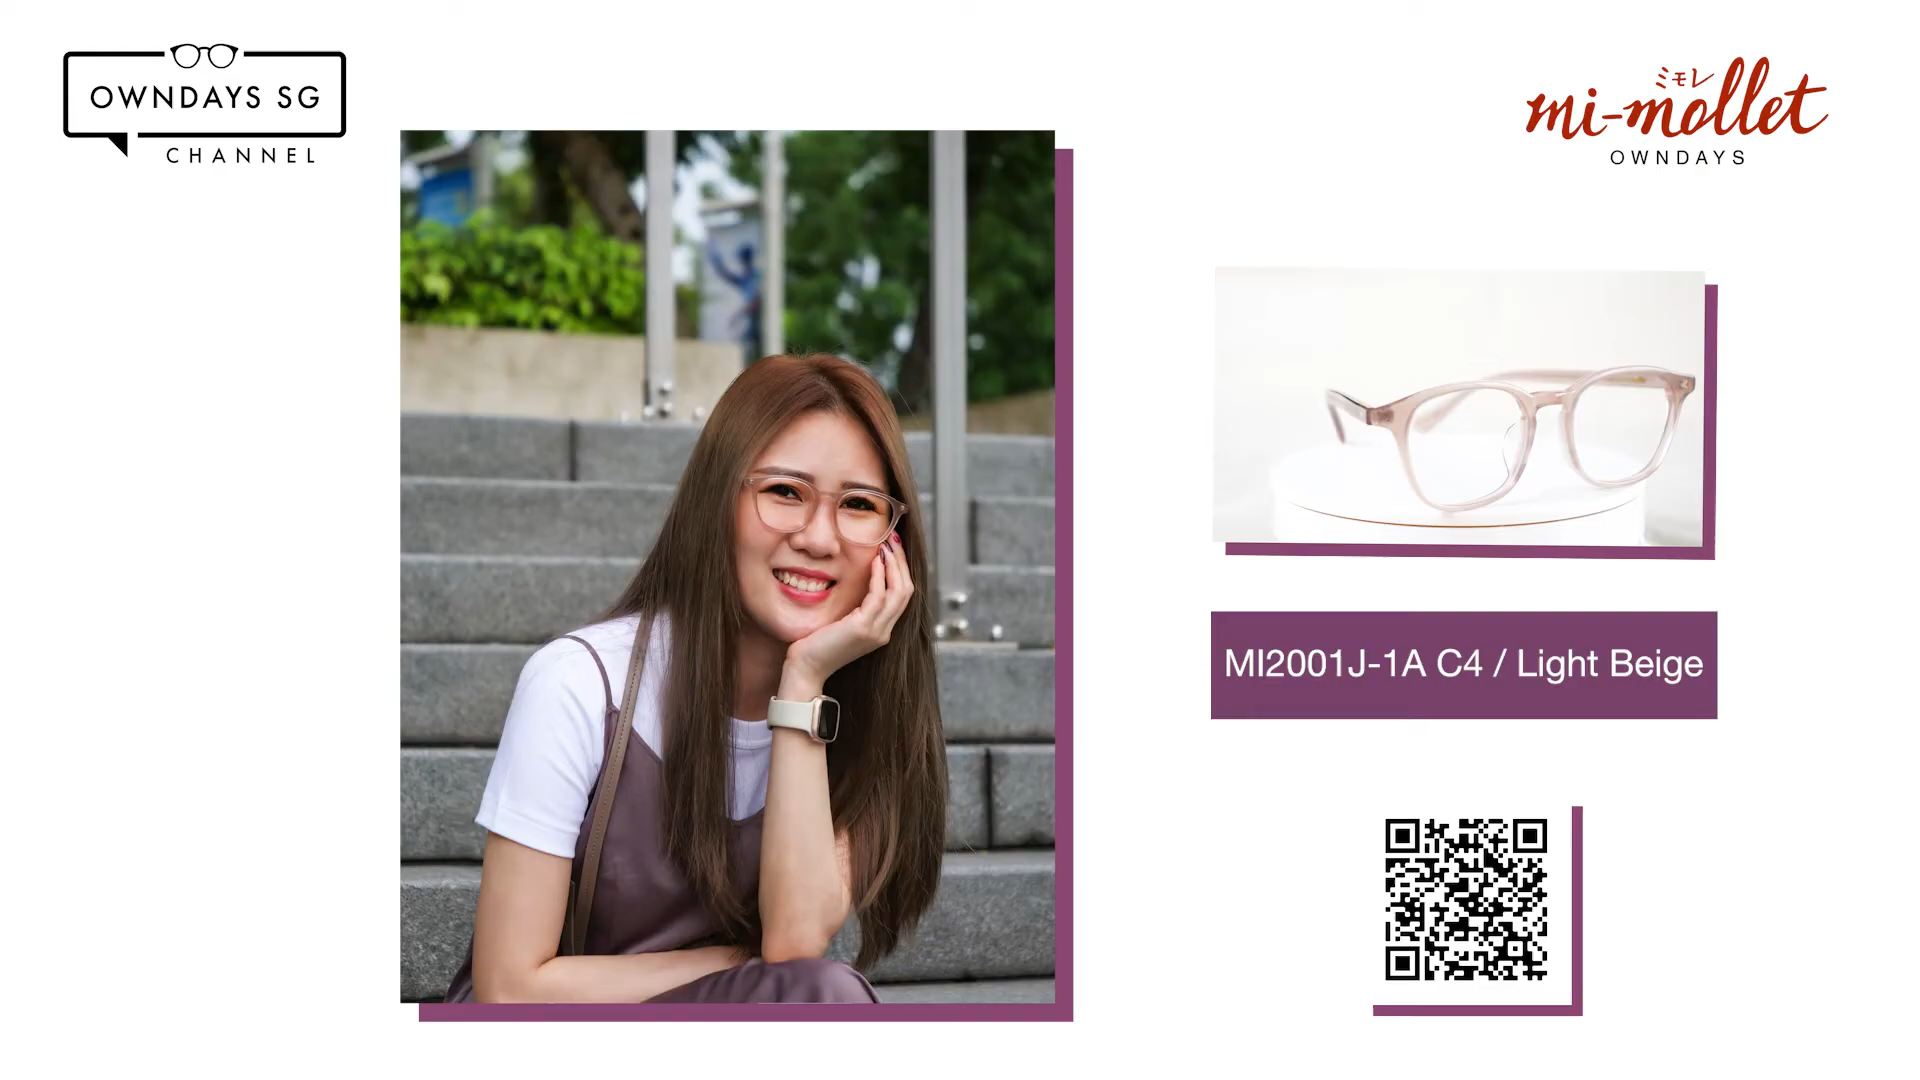 OWNDAYS SG
CHANNEL
ミモレ
mi-mollet
OWNDAYS
MI2001J-1A C4 / Light Beige